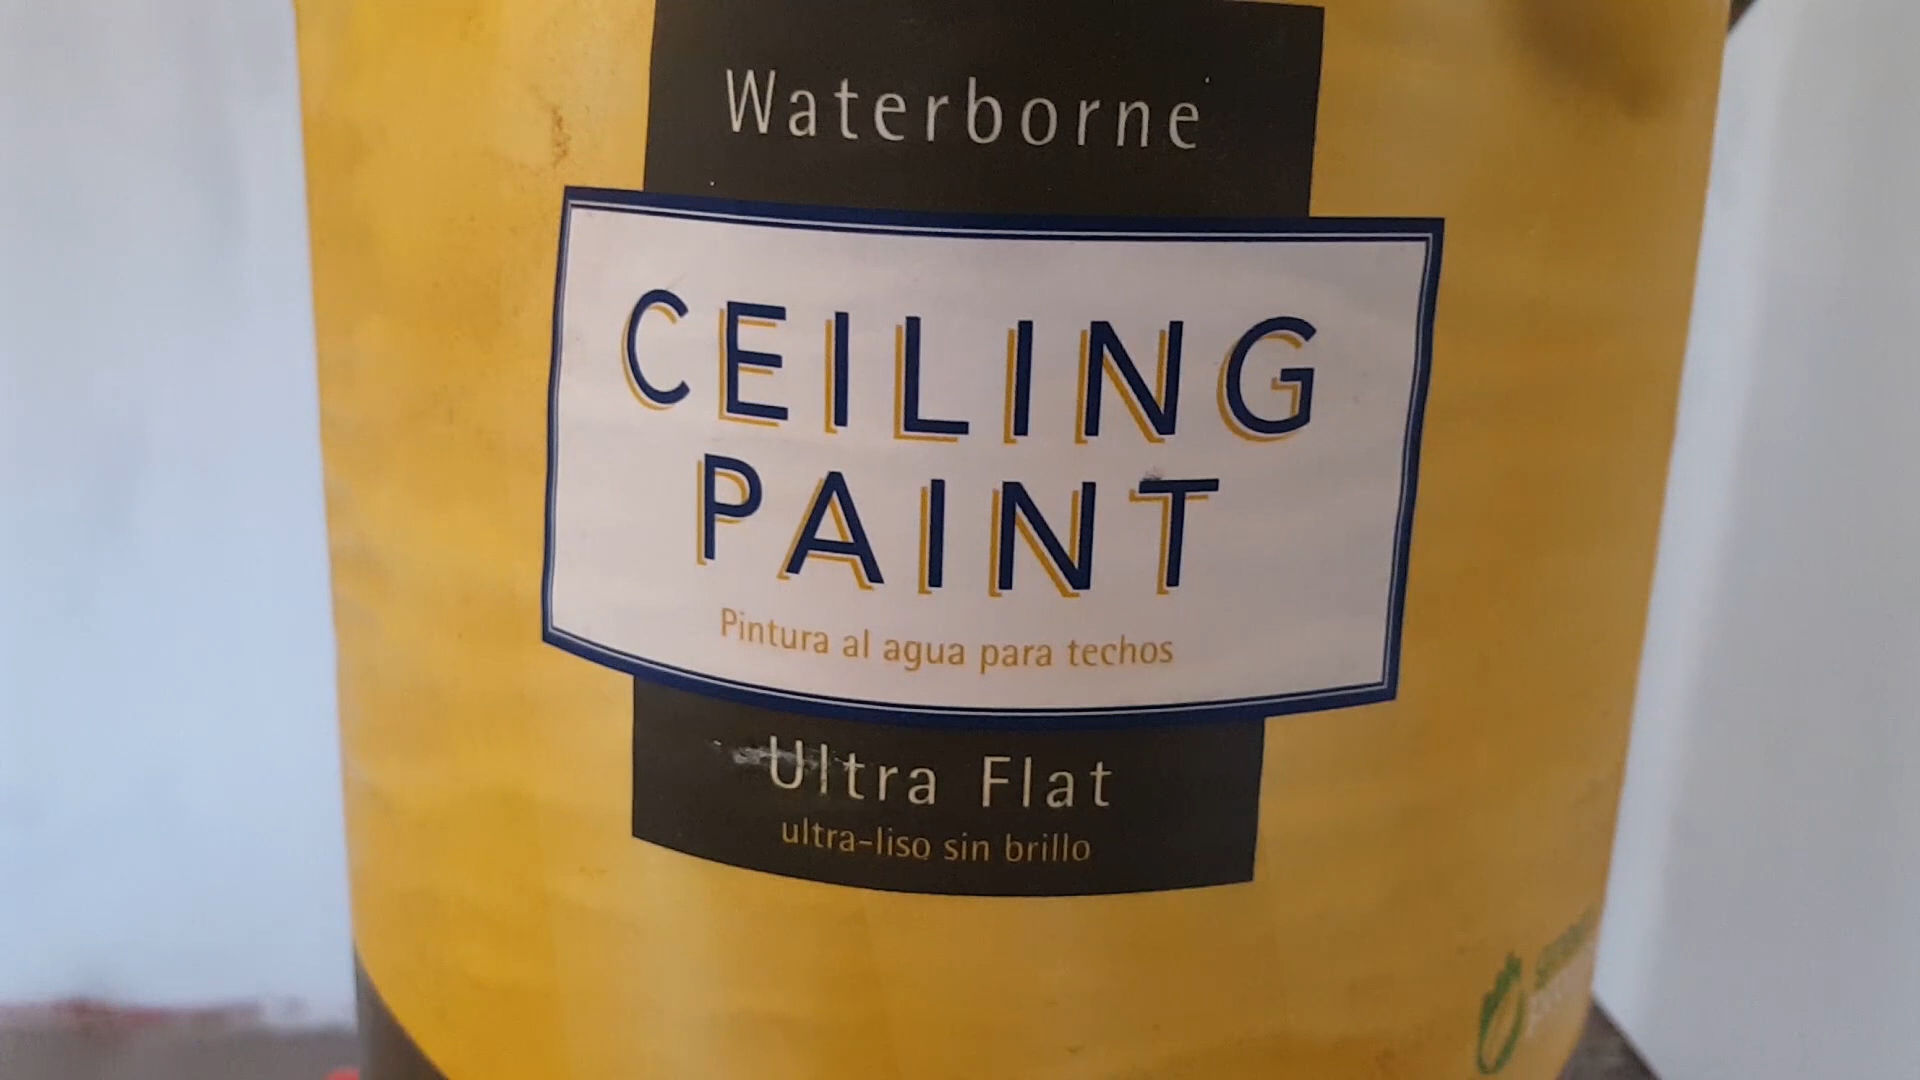 Waterborne
CEILING
PAINT
Pintura al agua para techos
Ultra Flat
ultra-liso sin brillo